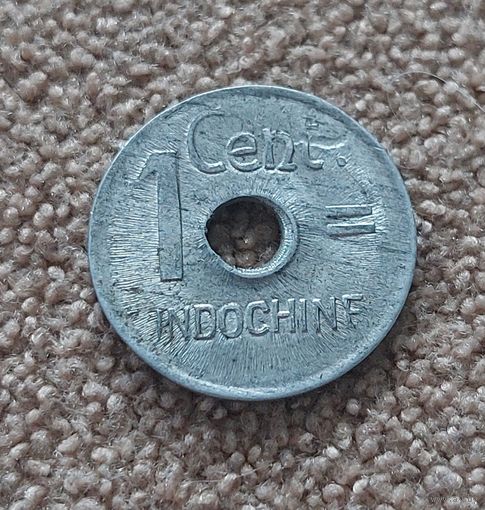 1 Cent.
=
INDOCHINE